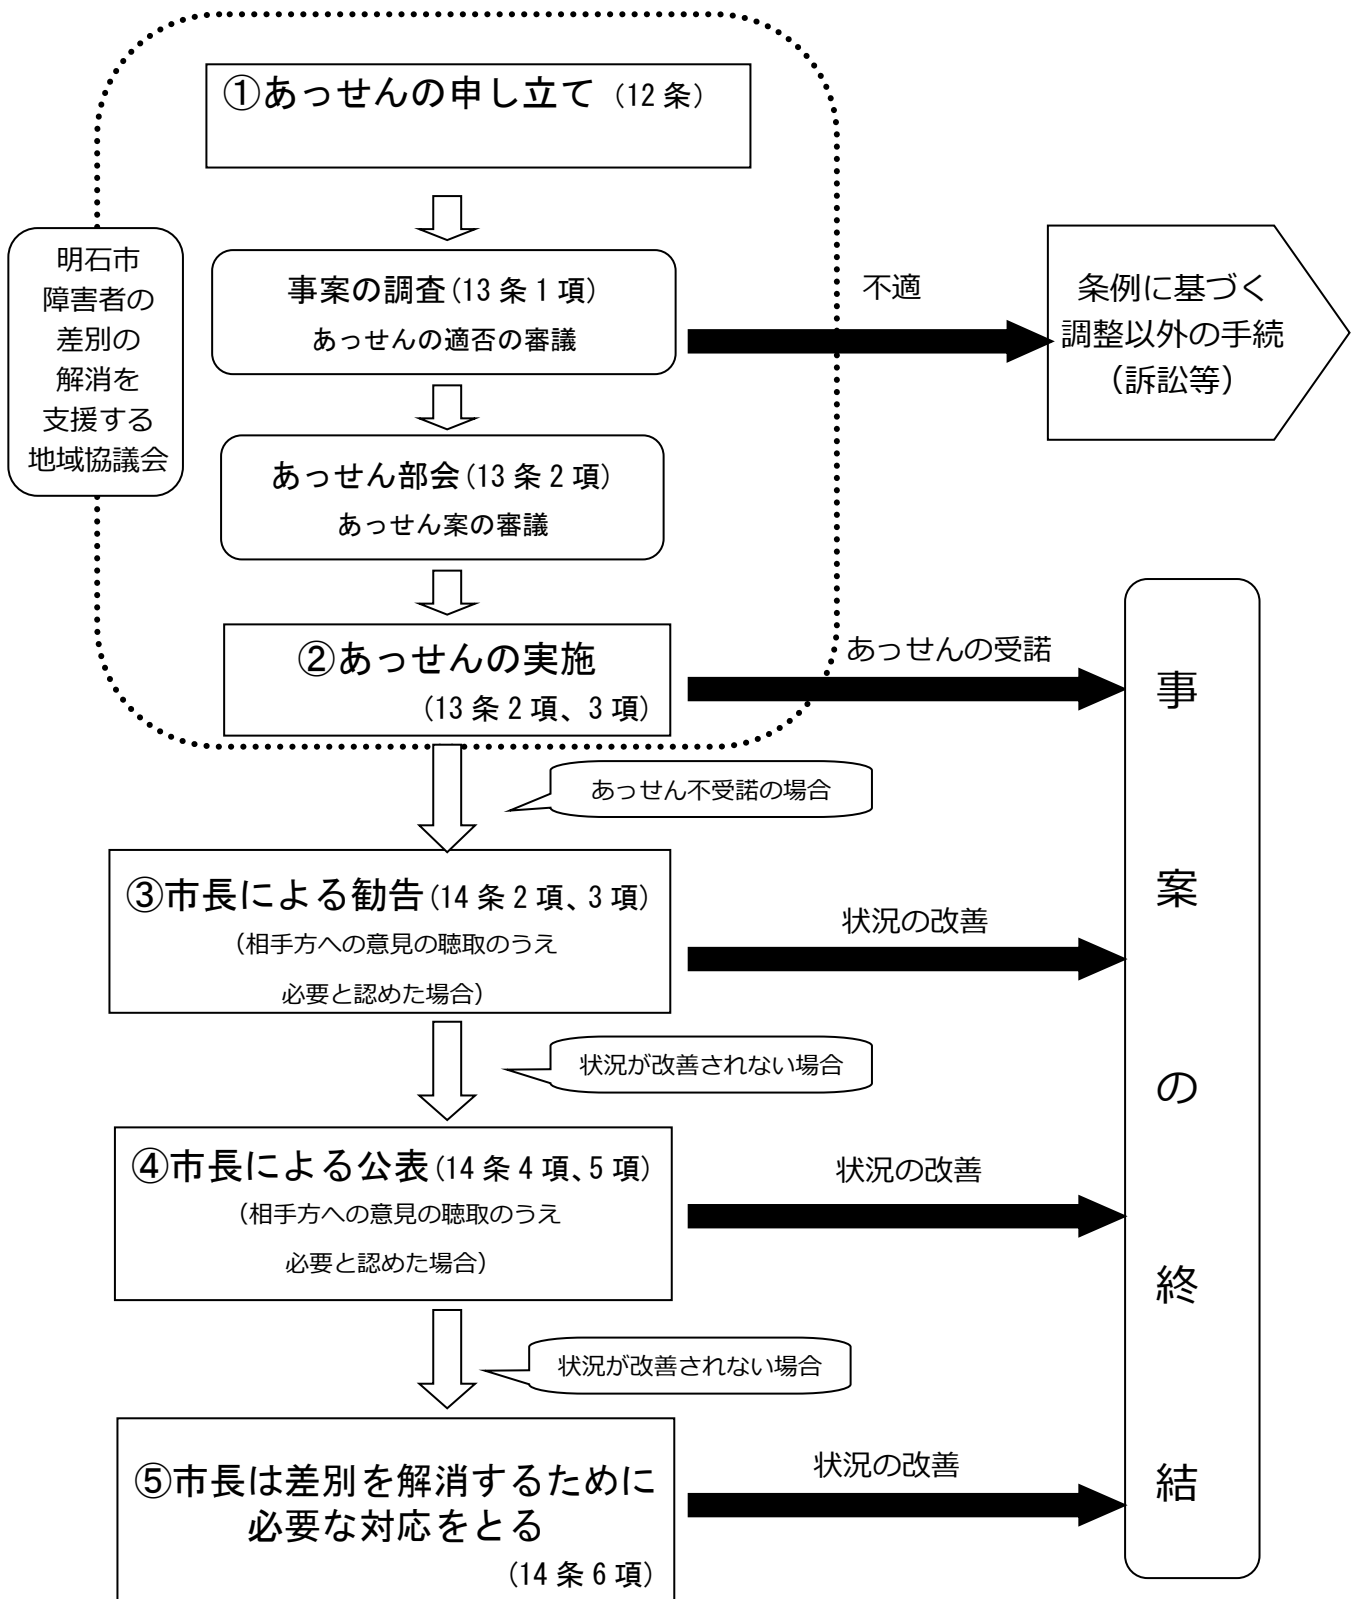 ①あっせんの申し立て（12条）
明石市
障害者の
差別の
解消を
支援する
地域協議会
事案の調査(13条1項)
あっせんの適否の審議
不適
条例に基づく
調整以外の手続
（訴訟等）
あっせん部会(13条2項)
あっせん案の審議
②あっせんの実施
(13条2項、3項)
あっせんの受諾
あっせん不受諾の場合
③市長による勧告(14条2項、3項)
（相手方への意見の聴取のうえ
必要と認めた場合）
状況の改善
状況が改善されない場合
④市長による公表(14条4項、5項)
（相手方への意見の聴取のうえ
必要と認めた場合）
状況の改善
状況が改善されない場合
⑤市長は差別を解消するために
必要な対応をとる
(14条6項)
状況の改善
事案の終結